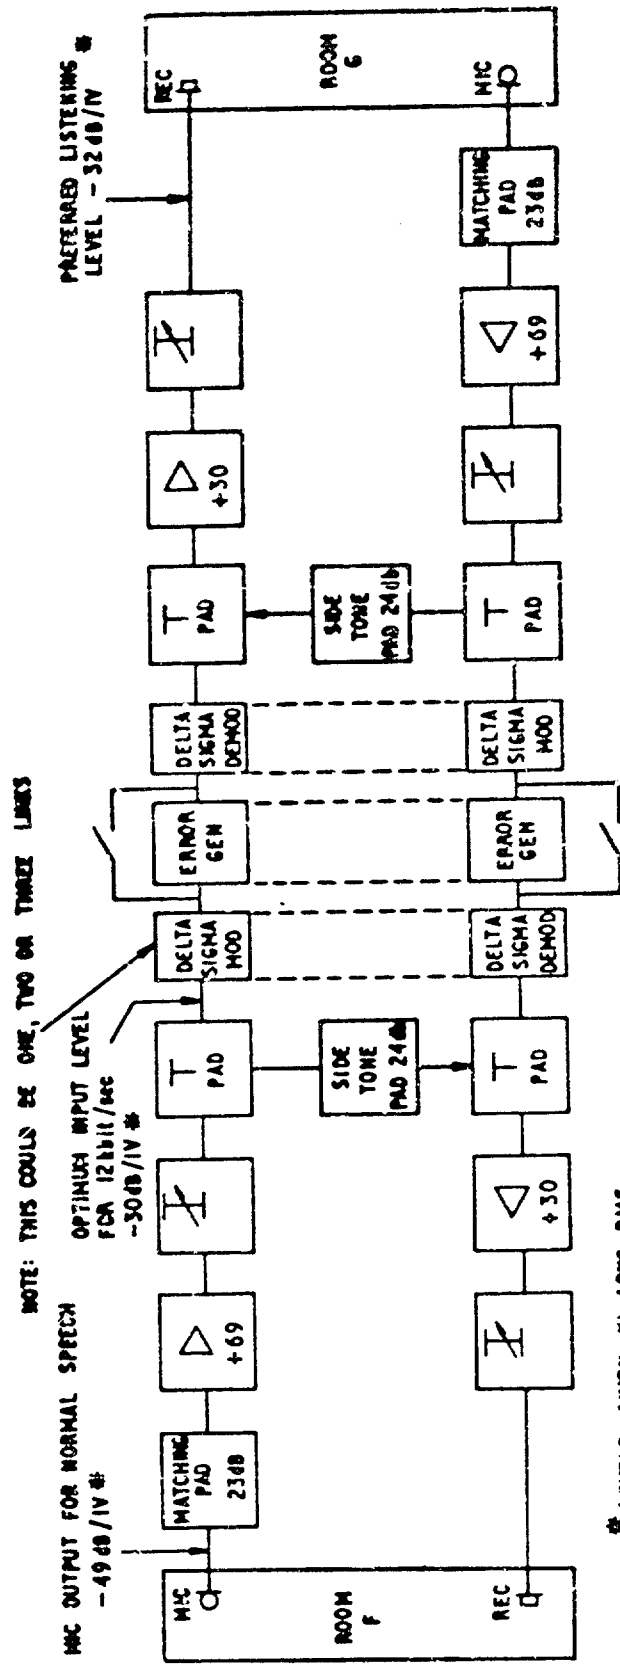 NOTE: THIS COULD BE ONE, TWO OR THREE LINKS
MIC OUTPUT FOR NORMAL SPEECH
-49 dB/1V *
OPTIMUM INPUT LEVEL
FOR 12kbit/sec
-30dB/1V *
PREFERRED LISTENING
LEVEL -32dB/1V *
ROOM
F
MIC
REC
MATCHING
PAD
23dB
+69
T
PAD
DELTA
SIGMA
MOD
ERROR
GEN
DELTA
SIGMA
DEMOD
T
PAD
+30
REC
ROOM
G
MIC
SIDE
TONE
PAD 24db
SIDE
TONE
PAD 24db
+30
T
PAD
DELTA
SIGMA
DEMOD
ERROR
GEN
DELTA
SIGMA
MOD
T
PAD
+69
MATCHING
PAD
23dB
*